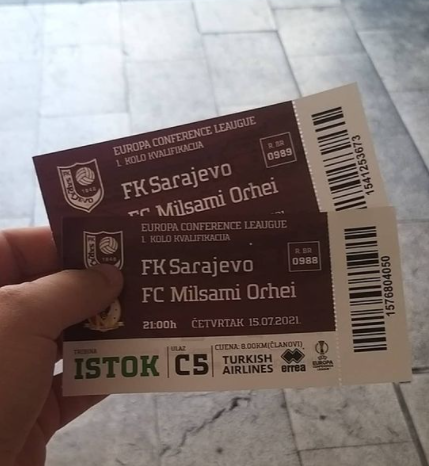 EUROPA CONFERENCE LEAUGUE
1. KOLO KVALIFIKACIJA
R. BR
0989
FK Sarajevo
FC Milsami Orhei
1541253673
EUROPA CONFERENCE LEAUGUE
1. KOLO KVALIFIKACIJA
R. BR
0988
FK Sarajevo
FC Milsami Orhei
21:00h ČETVRTAK 15.07.2021.
1576804050
TRIBINA
ISTOK
ULAZ
C5
CIJENA: 8,00KM(ČLANOVI)
TURKISH
AIRLINES
errea